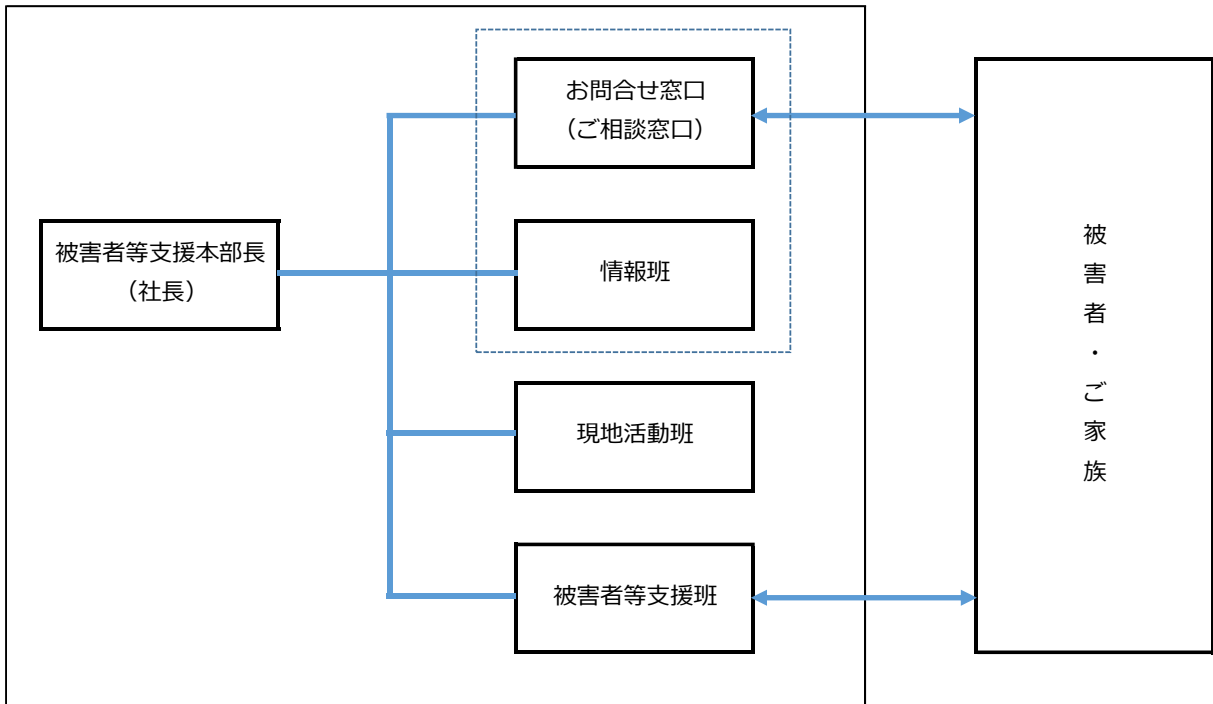 お問合せ窓口
（ご相談窓口）
被害者等支援本部長
（社長）
情報班
現地活動班
被害者等支援班
被害者・ご家族